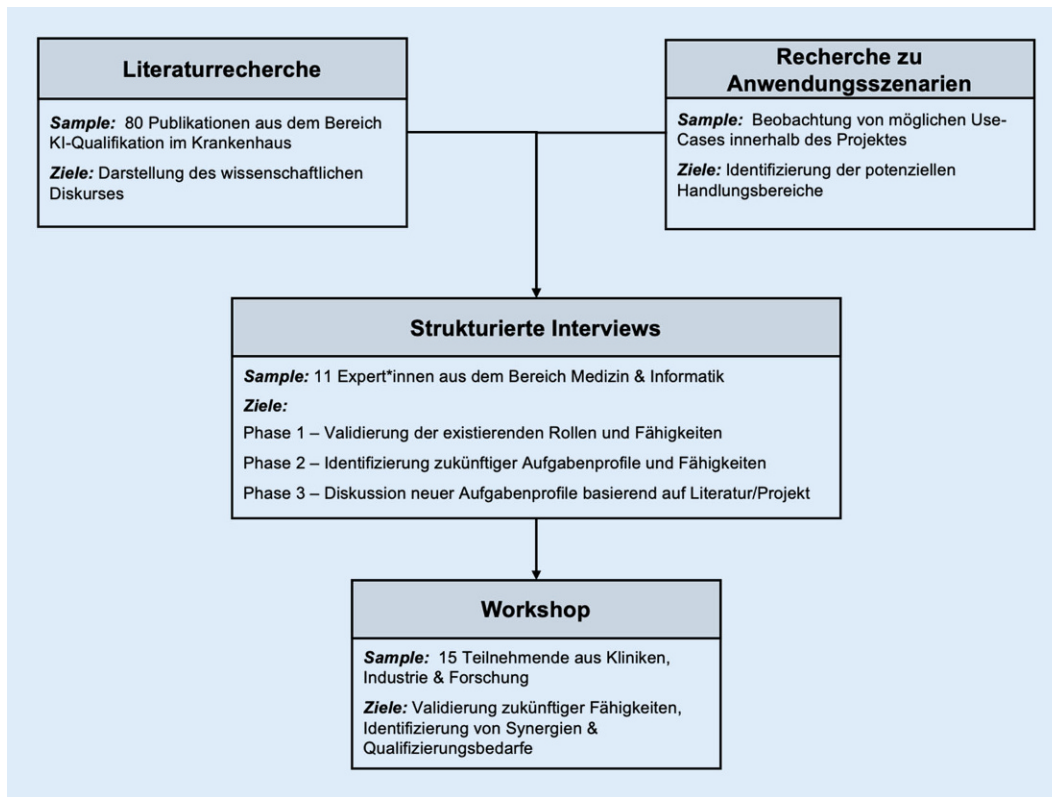 Literaturrecherche
Sample: 80 Publikationen aus dem Bereich
KI-Qualifikation im Krankenhaus
Ziele: Darstellung des wissenschaftlichen
Diskurses
Recherche zu
Anwendungsszenarien
Sample: Beobachtung von möglichen Use-
Cases innerhalb des Projektes
Ziele: Identifizierung der potenziellen
Handlungsbereiche
Strukturierte Interviews
Sample: 11 Expert*innen aus dem Bereich Medizin & Informatik
Ziele:
Phase 1 – Validierung der existierenden Rollen und Fähigkeiten
Phase 2 – Identifizierung zukünftiger Aufgabenprofile und Fähigkeiten
Phase 3 – Diskussion neuer Aufgabenprofile basierend auf Literatur/Projekt
Workshop
Sample: 15 Teilnehmende aus Kliniken,
Industrie & Forschung
Ziele: Validierung zukünftiger Fähigkeiten,
Identifizierung von Synergien &
Qualifizierungsbedarfe